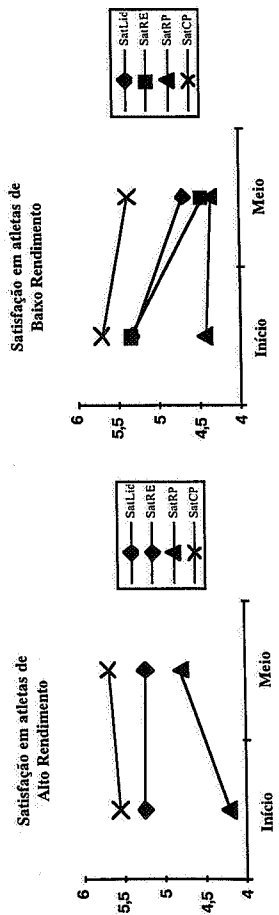 Satisfação em atletas de
Alto Rendimento
6
5,5
5
4,5
4
Início
Meio
SatLid
SatRE
SatRP
SatCP
Satisfação em atletas de
Baixo Rendimento
6
5,5
5
4,5
4
Início
Meio
SatLid
SatRE
SatRP
SatCP